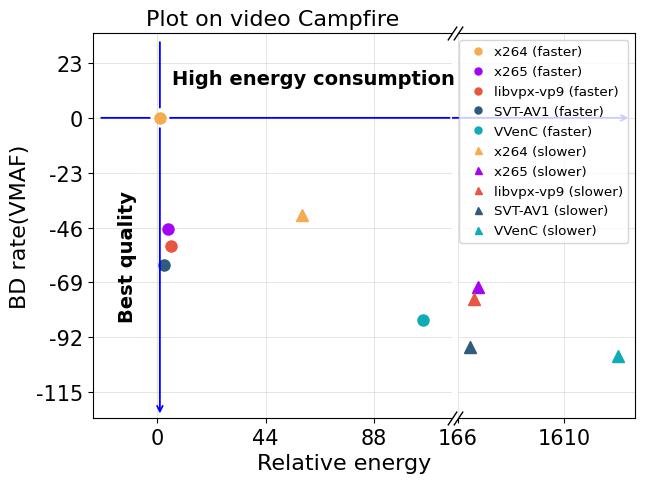 Plot on video Campfire
High energy consumption
Best quality
BD rate(VMAF)
23
0
-23
-46
-69
-92
-115
x264 (faster)
x265 (faster)
libvpx-vp9 (faster)
SVT-AV1 (faster)
VVenC (faster)
x264 (slower)
x265 (slower)
libvpx-vp9 (slower)
SVT-AV1 (slower)
VVenC (slower)
0 44 88 166 1610
Relative energy